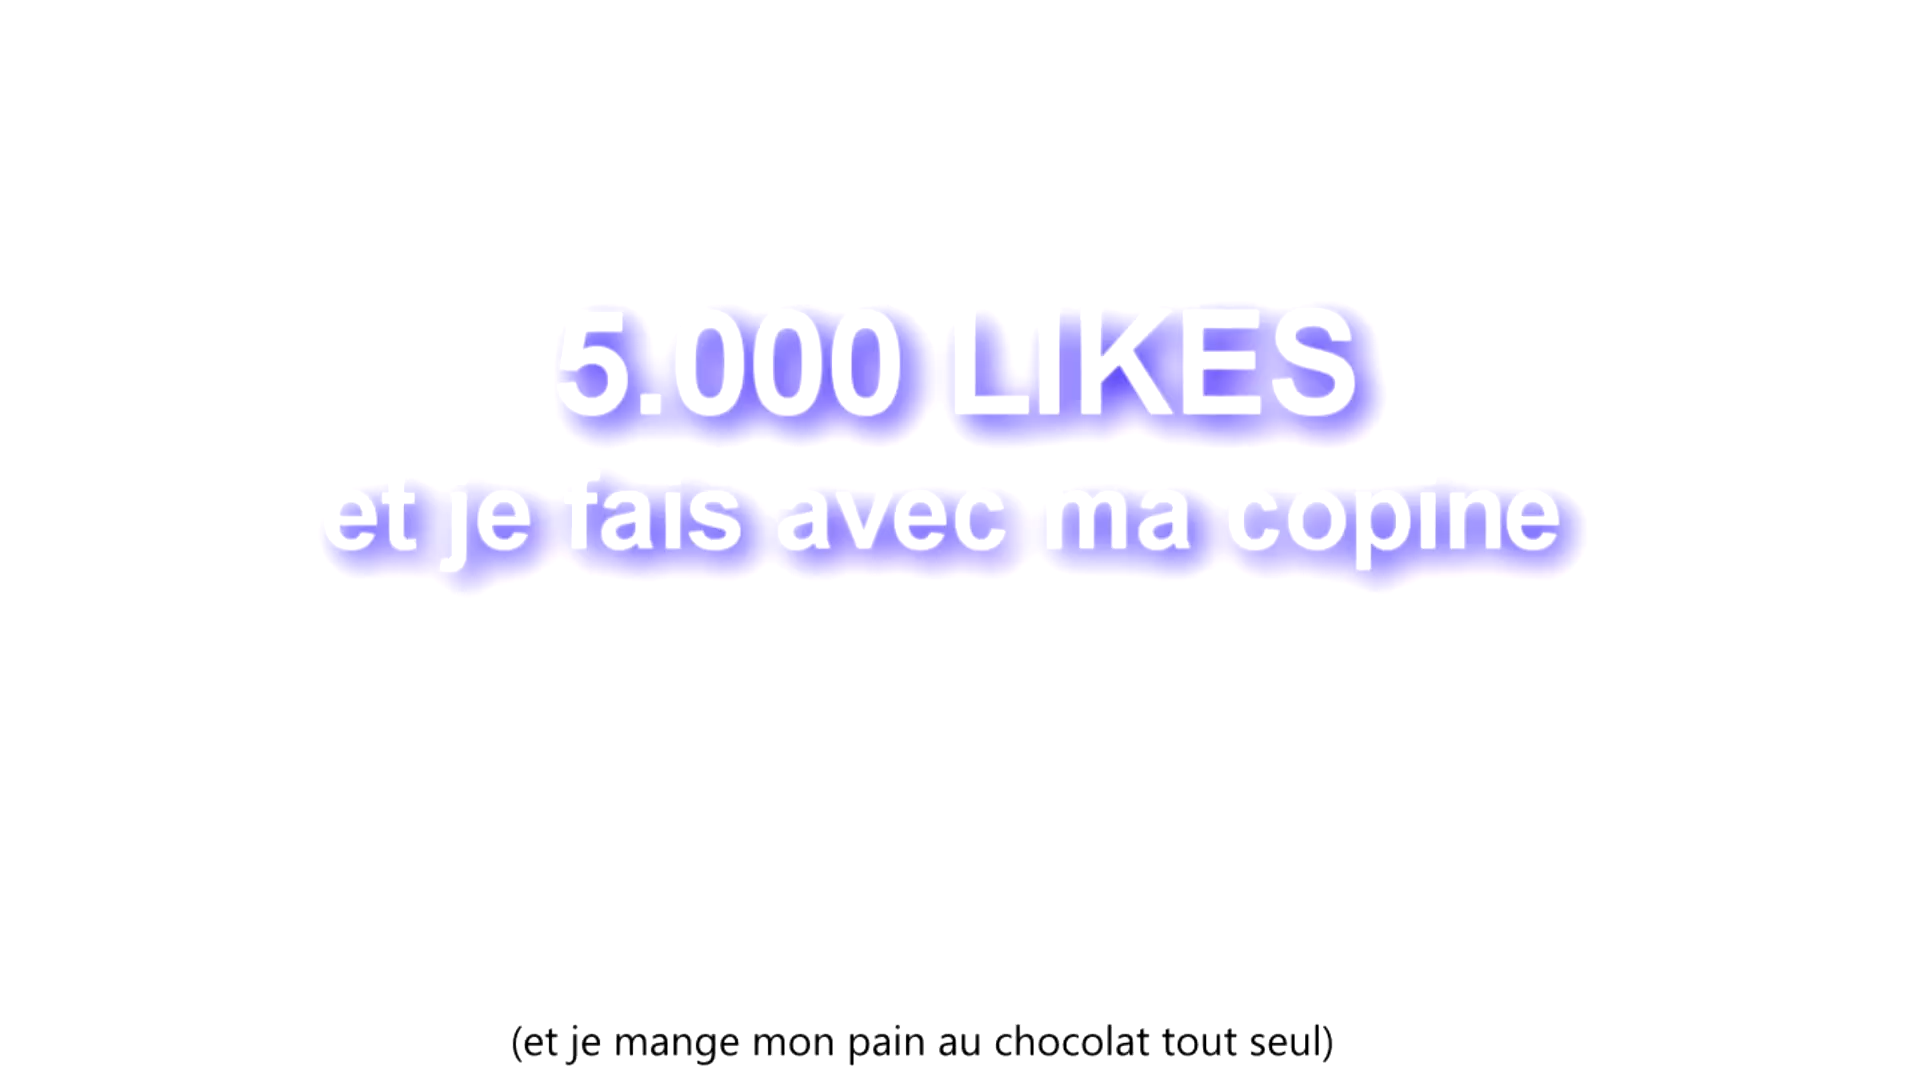 5.000 LIKES
et je fais avec ma copine
(et je mange mon pain au chocolat tout seul)